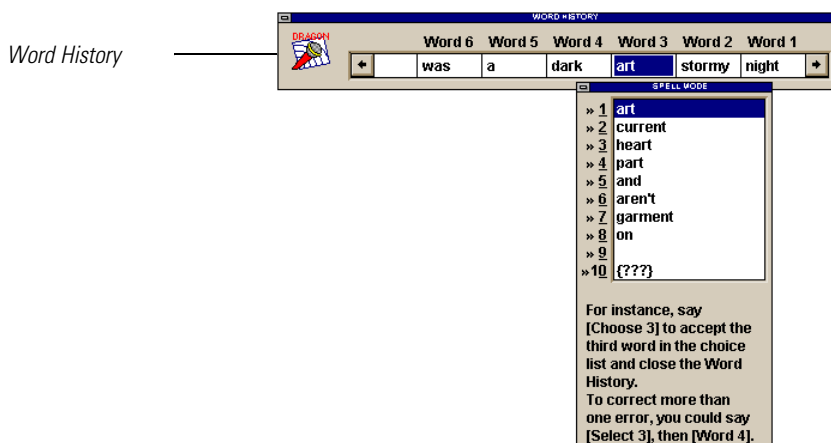 WORD HISTORY
DRAGON
Word History
Word 6 Word 5 Word 4 Word 3 Word 2 Word 1
was a dark art stormy night
SPELL MODE
» 1 art
» 2 current
» 3 heart
» 4 part
» 5 and
» 6 aren't
» 7 garment
» 8 on
» 9
»10 {???}
For instance, say
[Choose 3] to accept the
third word in the choice
list and close the Word
History.
To correct more than
one error, you could say
[Select 3], then [Word 4].